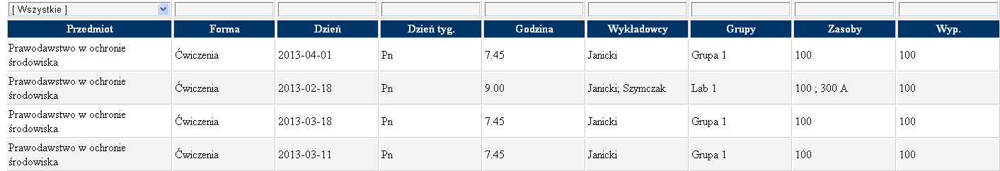 [ Wszystkie ]
Przedmiot Forma Dzień Dzień tyg. Godzina Wykładowcy Grupy Zasoby Wyp.
Prawodawstwo w ochronie
środowiska Ćwiczenia 2013-04-01 Pn 7.45 Janicki Grupa 1 100 100
Prawodawstwo w ochronie
środowiska Ćwiczenia 2013-02-18 Pn 9.00 Janicki; Szymczak Lab 1 100 ; 300 A 100
Prawodawstwo w ochronie
środowiska Ćwiczenia 2013-03-18 Pn 7.45 Janicki Grupa 1 100 100
Prawodawstwo w ochronie
środowiska Ćwiczenia 2013-03-11 Pn 7.45 Janicki Grupa 1 100 100